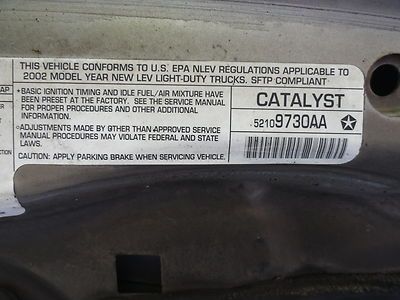 THIS VEHICLE CONFORMS TO U.S. EPA NLEV REGULATIONS APPLICABLE TO
2002 MODEL YEAR NEW LEV LIGHT-DUTY TRUCKS. SFTP COMPLIANT
AP
•BASIC IGNITION TIMING AND IDLE FUEL/AIR MIXTURE HAVE
BEEN PRESET AT THE FACTORY. SEE THE SERVICE MANUAL
FOR PROPER PROCEDURES AND OTHER ADDITIONAL
INFORMATION.
•ADJUSTMENTS MADE BY OTHER THAN APPROVED SERVICE
MANUAL PROCEDURES MAY VIOLATE FEDERAL AND STATE
LAWS.
CAUTION: APPLY PARKING BRAKE WHEN SERVICING VEHICLE.
CATALYST
52109730AA
CTION